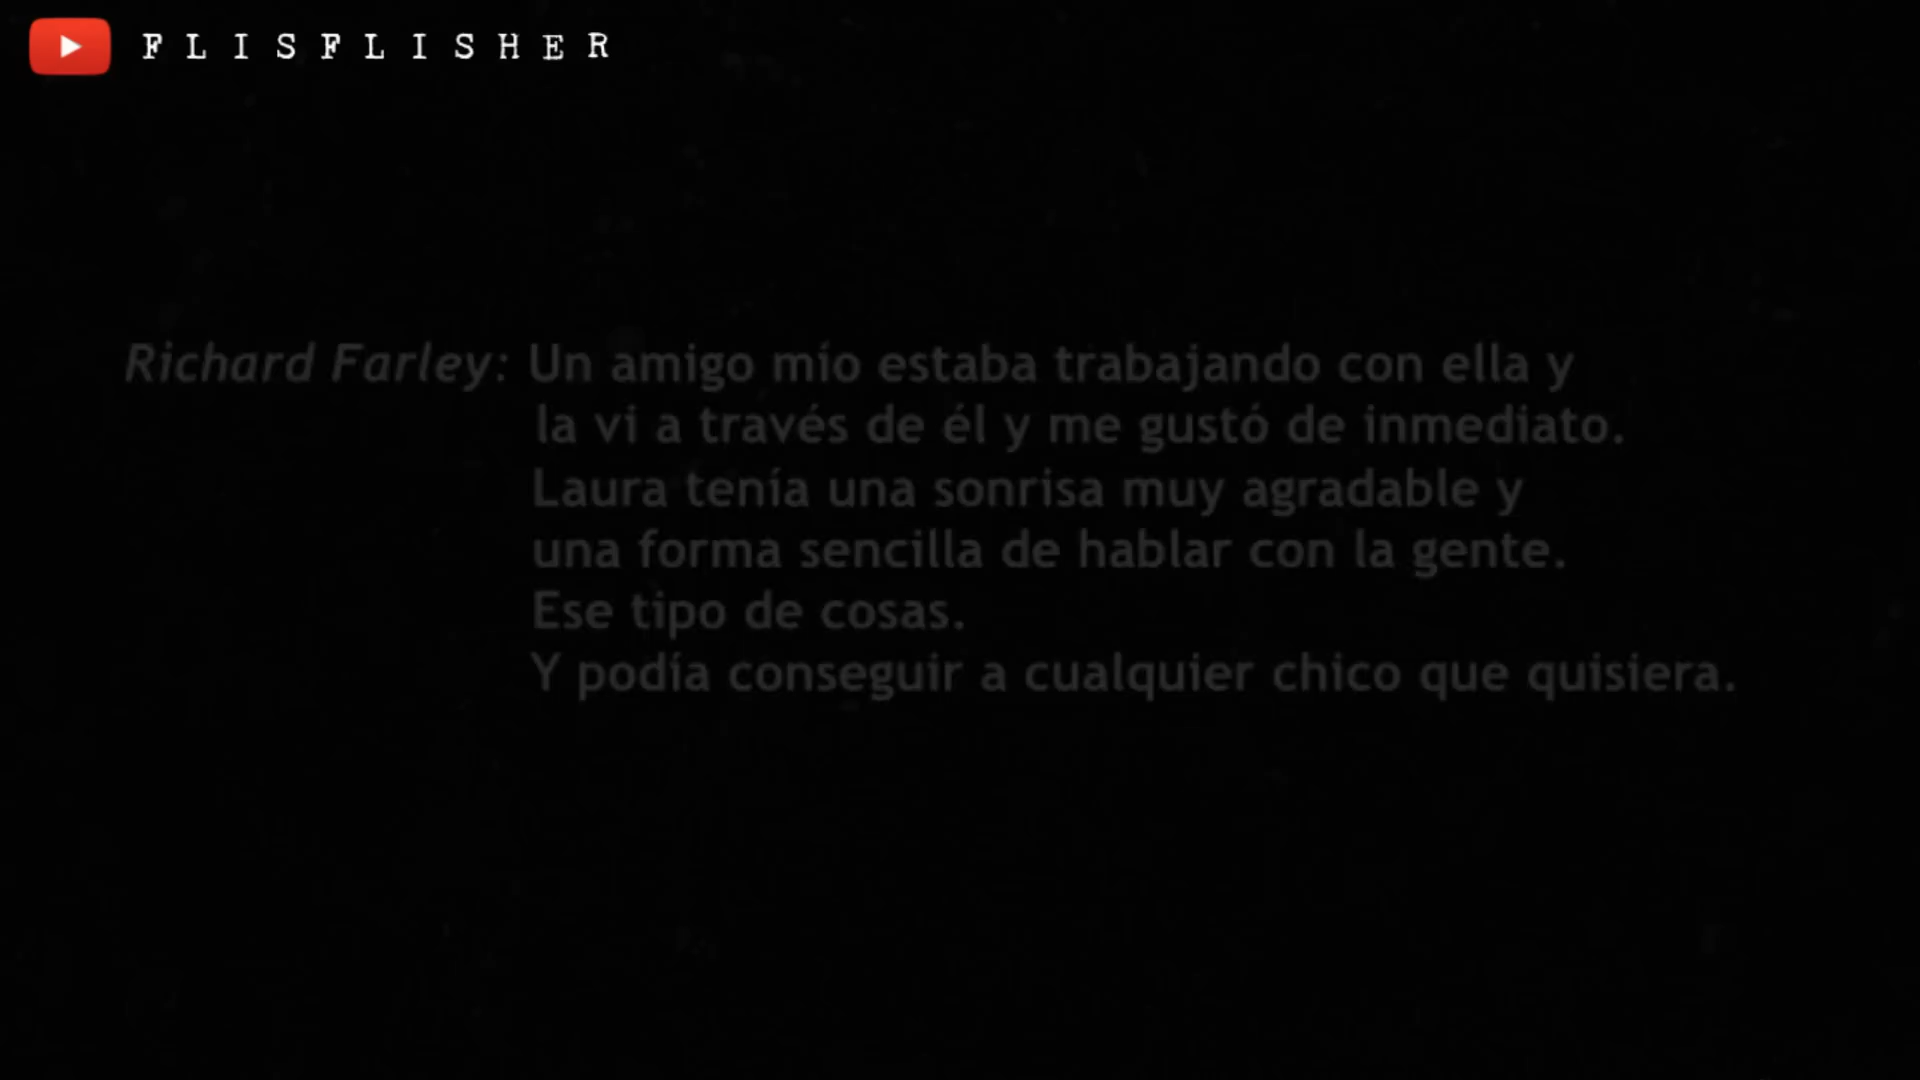 FLISFLISHER
Richard Farley: Un amigo mío estaba trabajando con ella y
la vi a través de él y me gustó de inmediato.
Laura tenía una sonrisa muy agradable y
una forma sencilla de hablar con la gente.
Ese tipo de cosas.
Y podía conseguir a cualquier chico que quisiera.